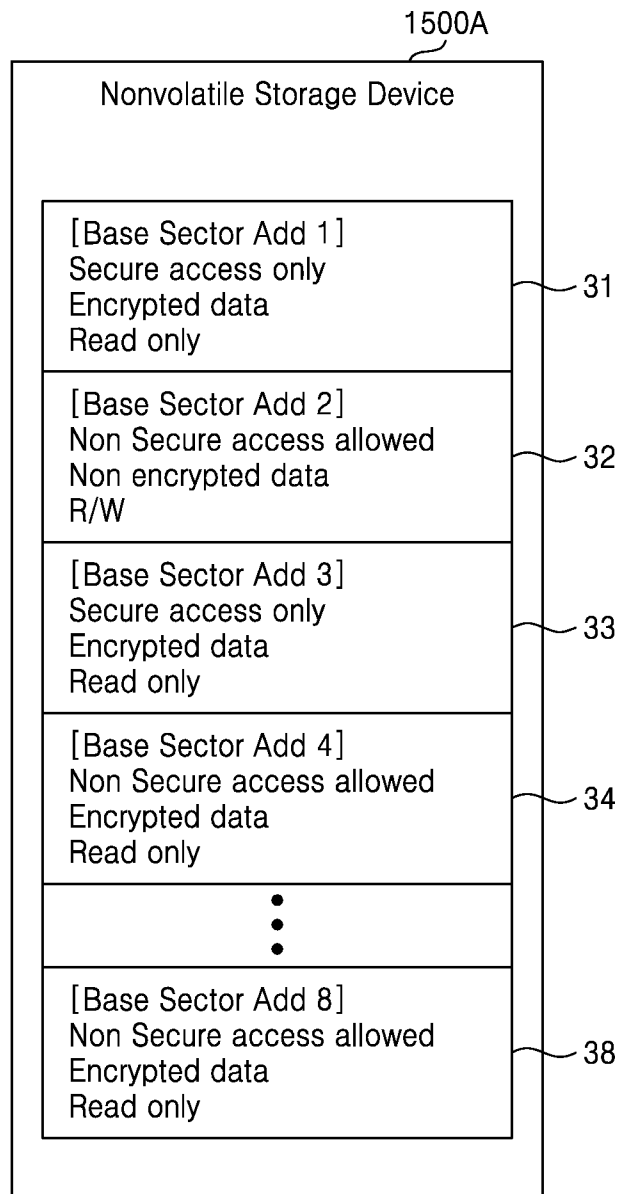 1500A
Nonvolatile Storage Device
[Base Sector Add 1]
Secure access only
Encrypted data
Read only
31
[Base Sector Add 2]
Non Secure access allowed
Non encrypted data
R/W
32
[Base Sector Add 3]
Secure access only
Encrypted data
Read only
33
[Base Sector Add 4]
Non Secure access allowed
Encrypted data
Read only
34
[Base Sector Add 8]
Non Secure access allowed
Encrypted data
Read only
38